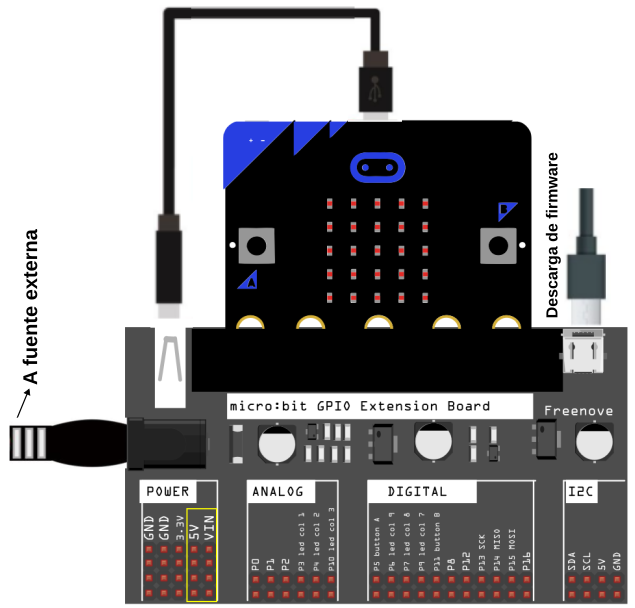 A fuente externa
Descarga de firmware
B
A
micro:bit GPIO Extension Board
Freenove
POWER
GND
GND
3.3V
5V
VIN
ANALOG
P0
P1
P2
P3 led col 1
P4 led col 2
P10 led col 3
DIGITAL
P5 button A
P6 led col 9
P7 led col 8
P9 led col 7
P11 button B
P8
P12
P13 SCK
P14 MISO
P15 MOSI
P16
I2C
SDA
SCL
5V
GND